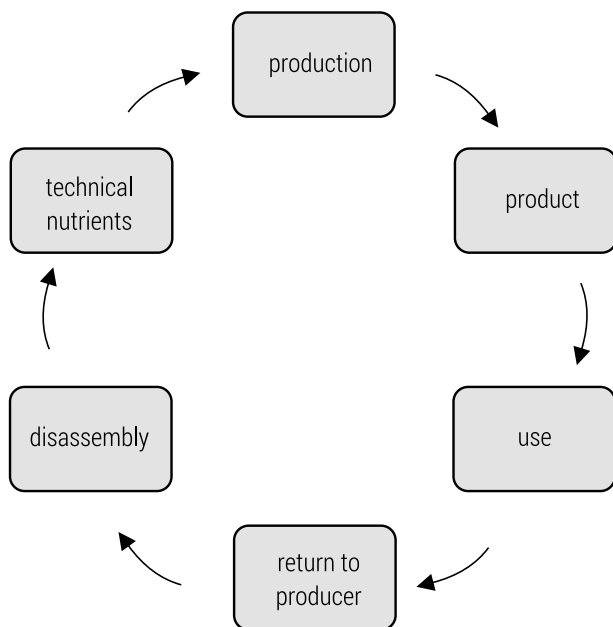 production
product
use
return to
producer
disassembly
technical
nutrients